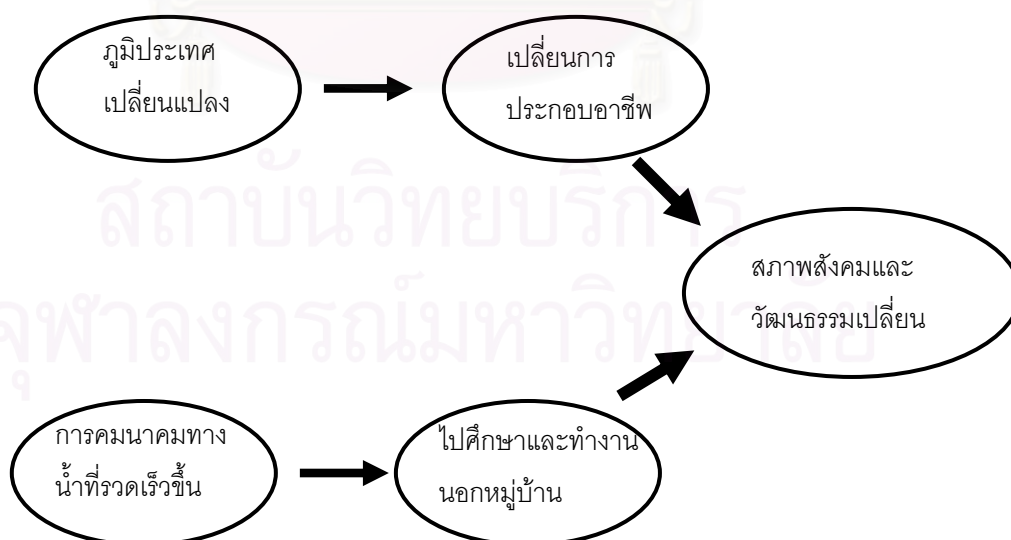 ภูมิประเทศ
เปลี่ยนแปลง
เปลี่ยนการ
ประกอบอาชีพ
สถาบันวิทยบริการ
สภาพสังคมและ
วัฒนธรรมเปลี่ยน
จุฬาลงกรณ์มหาวิทยาลัย
การคมนาคมทาง
น้ำที่รวดเร็วขึ้น
ไปศึกษาและทำงาน
นอกหมู่บ้าน